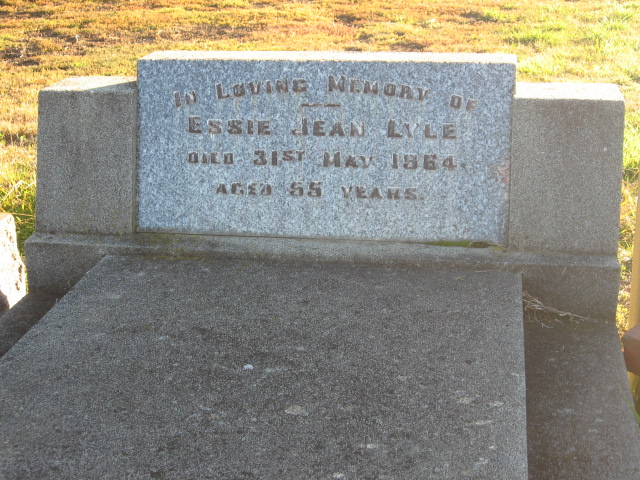 In Loving Memory of
Essie Jean Lyle
Died 31st May 1964.
Aged 55 years.